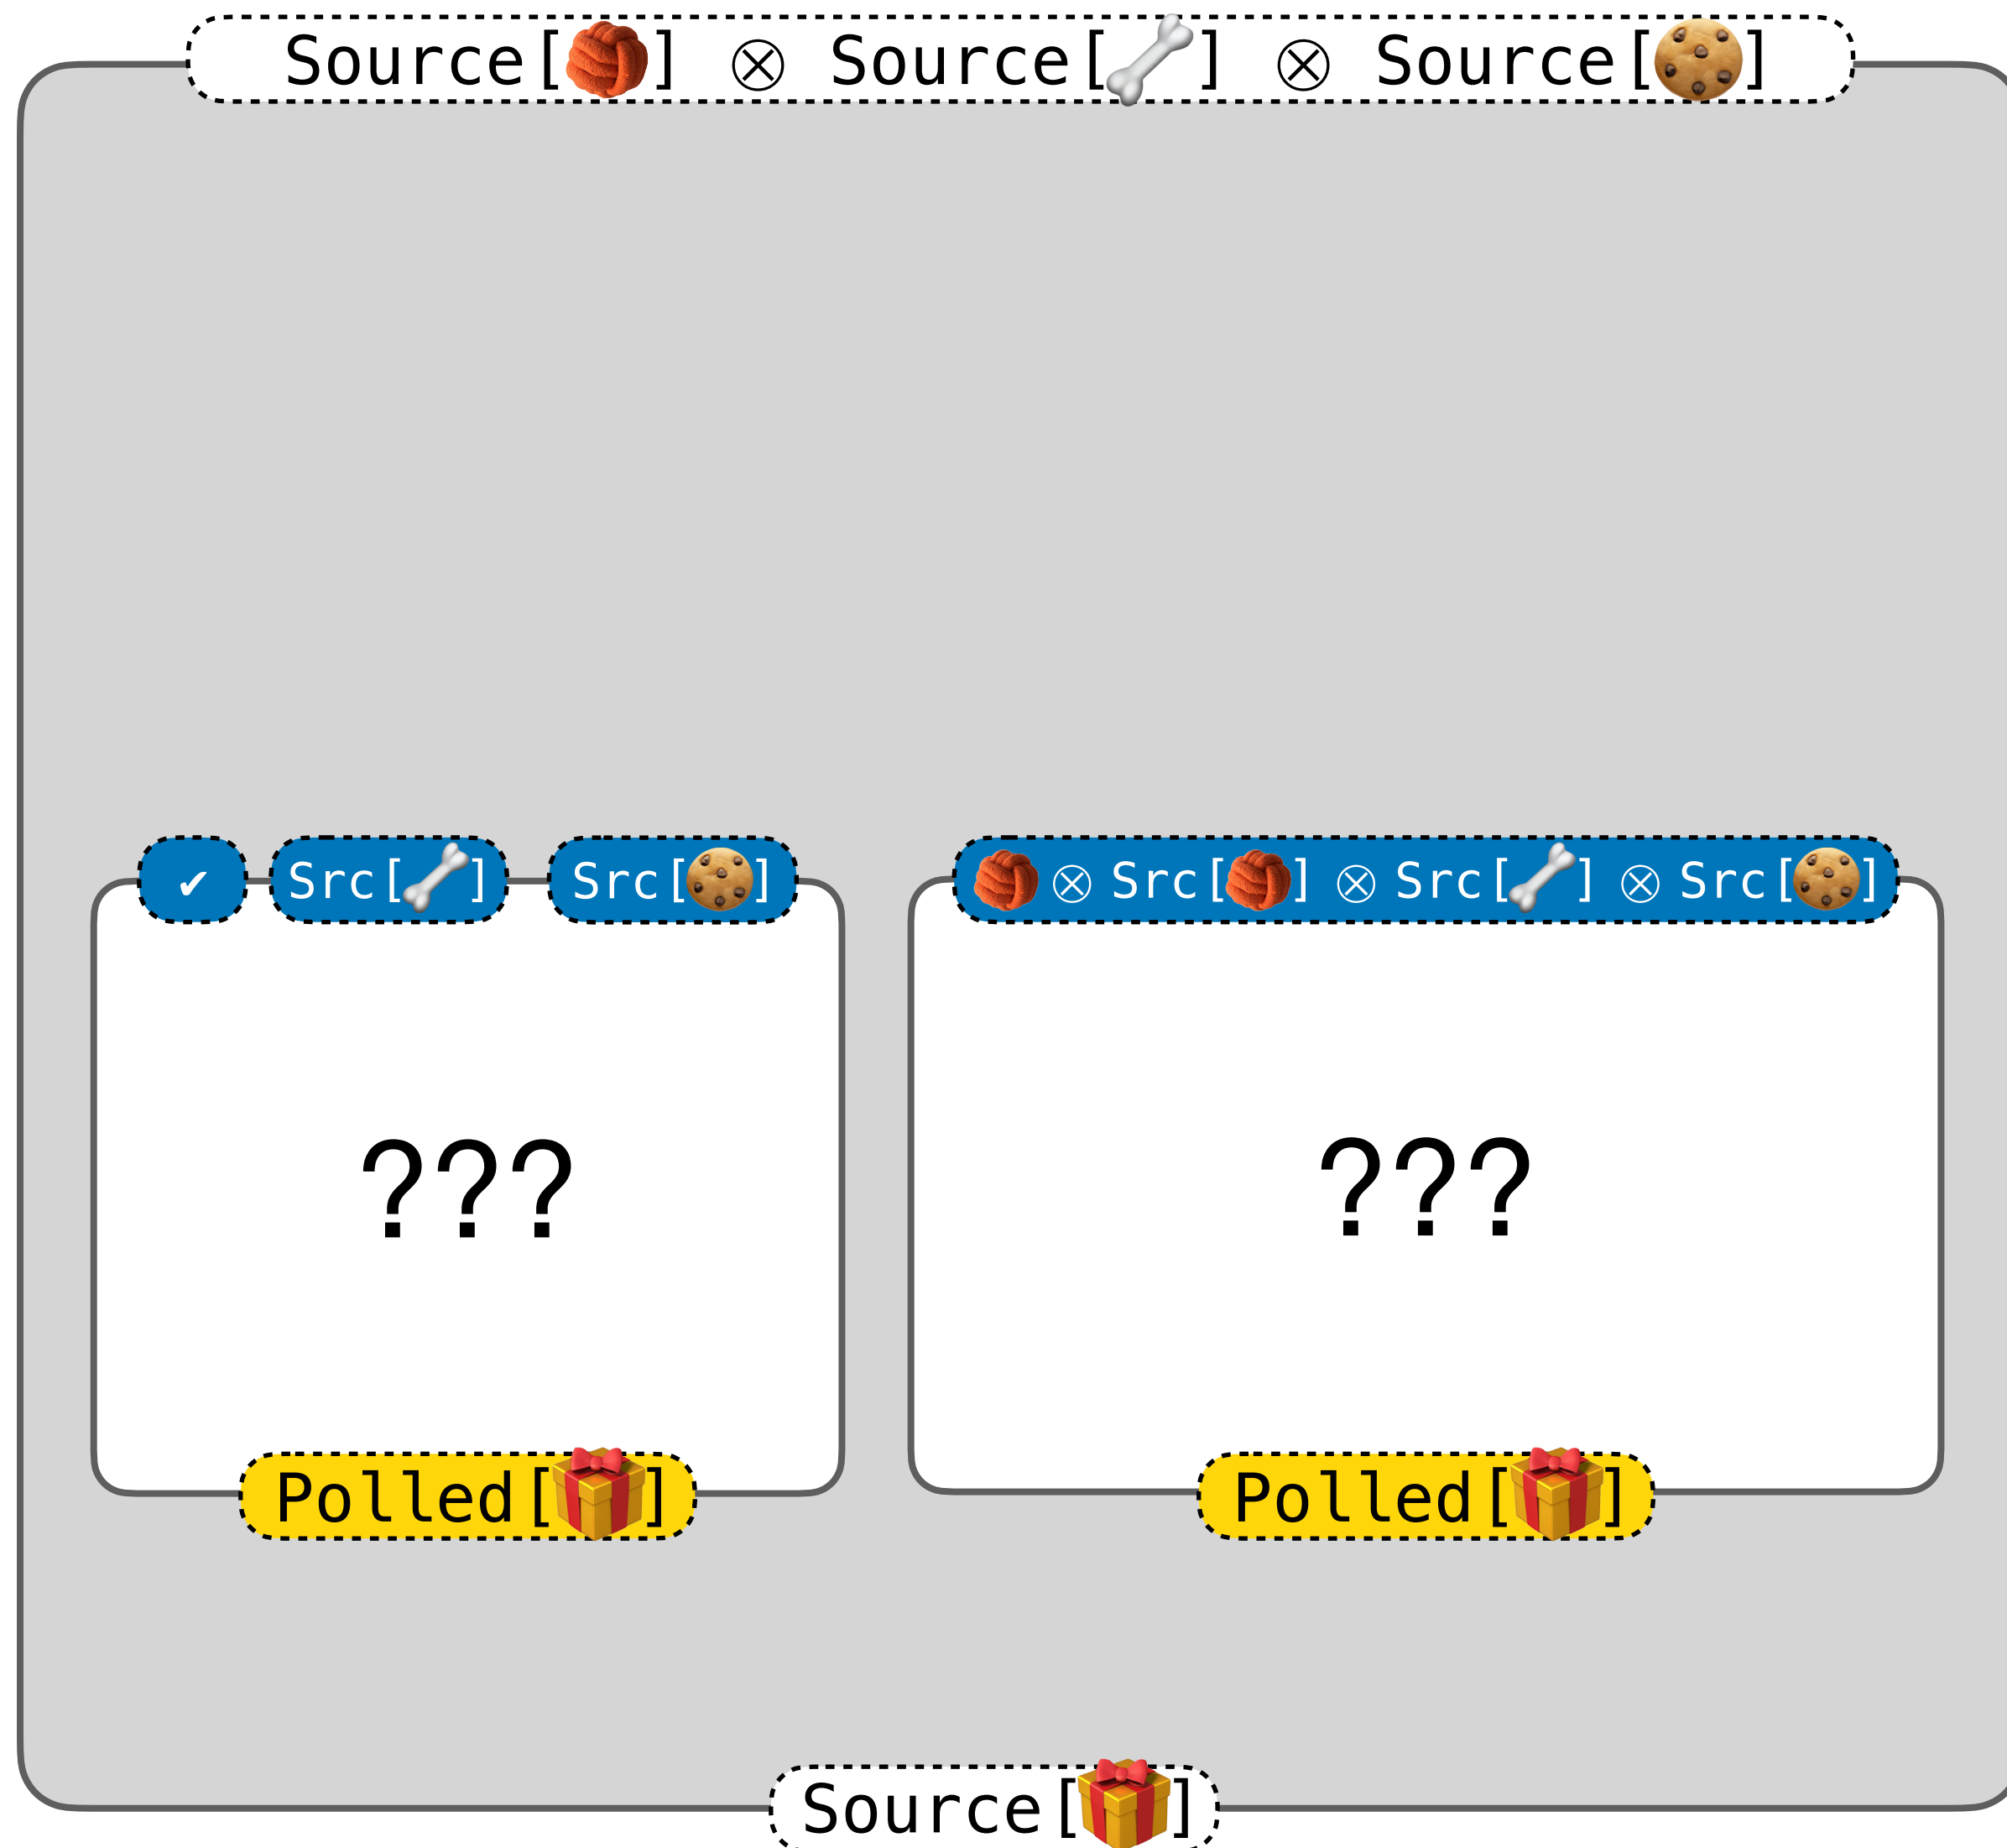 Source[🧶] ⊗ Source[🦴] ⊗ Source[🍪]
✔ Src[🦴] Src[🍪] 🧶 ⊗ Src[🧶] ⊗ Src[🦴] ⊗ Src[🍪]
??? ???
Polled[🎁] Polled[🎁]
Source[🎁]